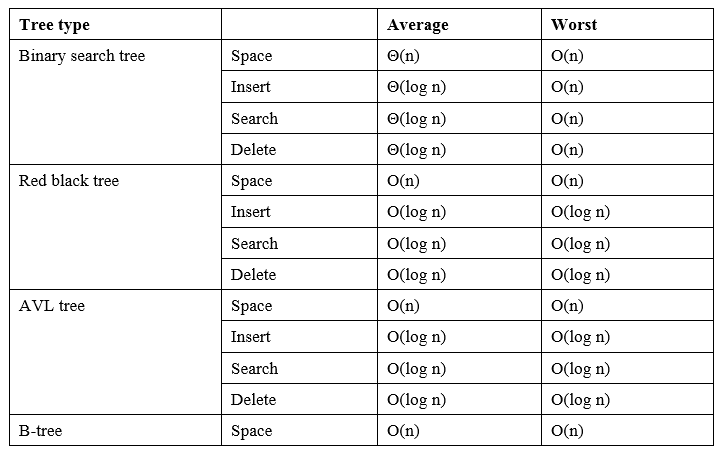 Tree type Average Worst
Binary search tree Space Θ(n) O(n)
Insert Θ(log n) O(n)
Search Θ(log n) O(n)
Delete Θ(log n) O(n)
Red black tree Space O(n) O(n)
Insert O(log n) O(log n)
Search O(log n) O(log n)
Delete O(log n) O(log n)
AVL tree Space O(n) O(n)
Insert O(log n) O(log n)
Search O(log n) O(log n)
Delete O(log n) O(log n)
B-tree Space O(n) O(n)